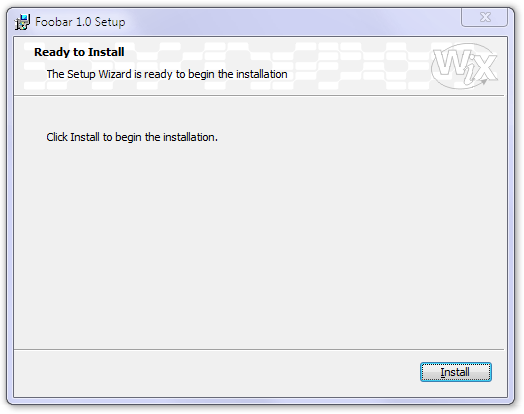 Foobar 1.0 Setup
Ready to Install
The Setup Wizard is ready to begin the installation
WiX
Click Install to begin the installation.
Install